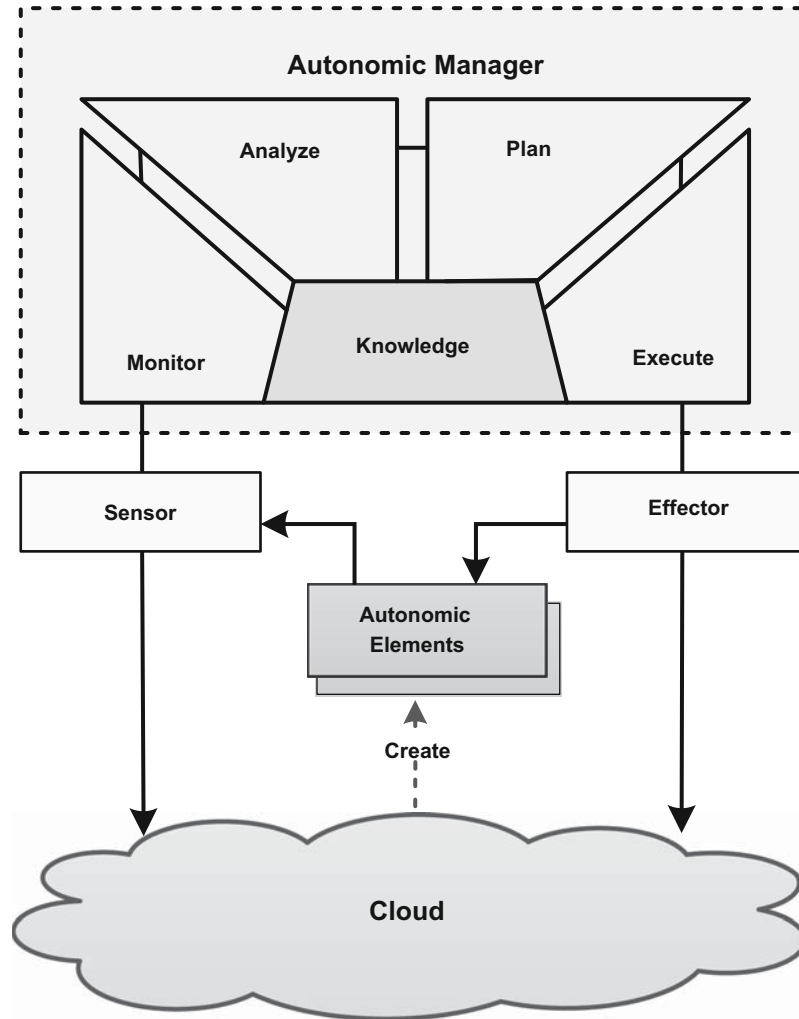 Autonomic Manager
Analyze
Plan
Monitor
Knowledge
Execute
Sensor
Effector
Autonomic
Elements
Create
Cloud